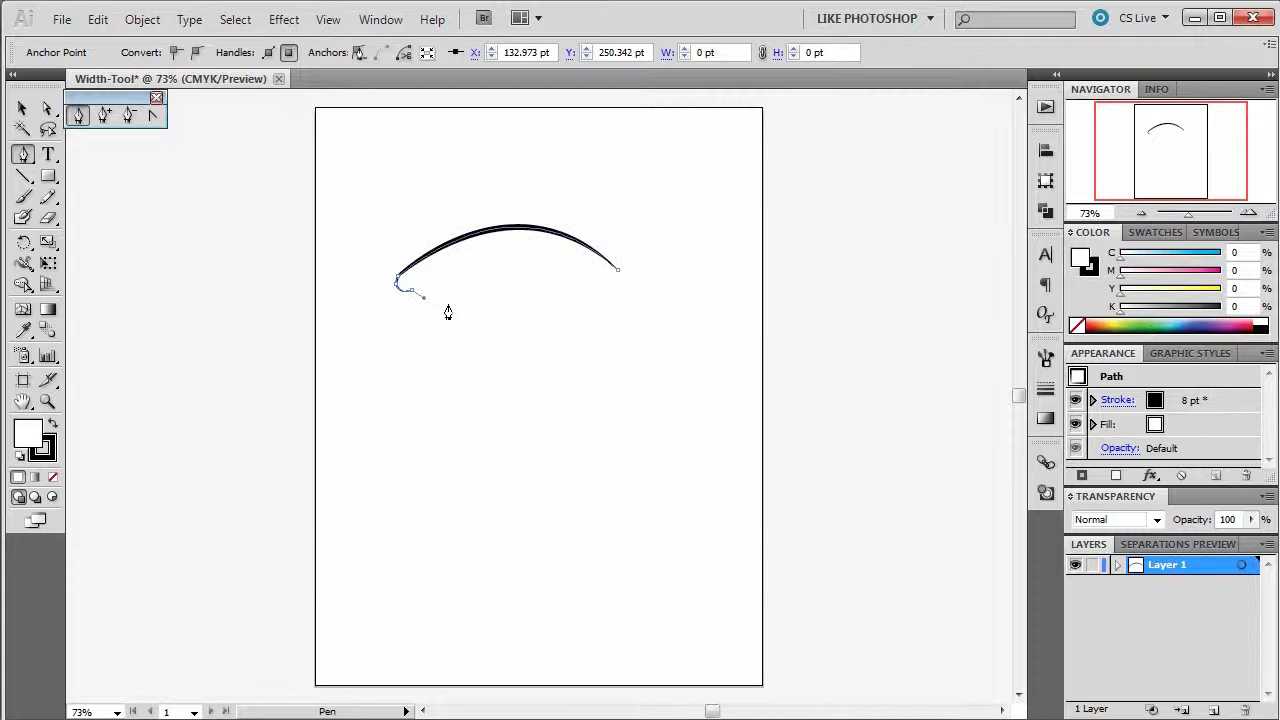 Ai File Edit Object Type Select Effect View Window Help Br LIKE PHOTOSHOP CS Live
Anchor Point Convert: Handles: Anchors: X: 132.973 pt Y: 250.342 pt W: 0 pt H: 0 pt
Width-Tool* @ 73% (CMYK/Preview)
NAVIGATOR INFO
73%
COLOR SWATCHES SYMBOLS
C 0 %
M 0 %
Y 0 %
K 0 %
APPEARANCE GRAPHIC STYLES
Path
Stroke: 8 pt *
Fill:
Opacity: Default
fx
TRANSPARENCY
Normal Opacity: 100 %
LAYERS SEPARATIONS PREVIEW
Layer 1
1 Layer
73% 1 Pen